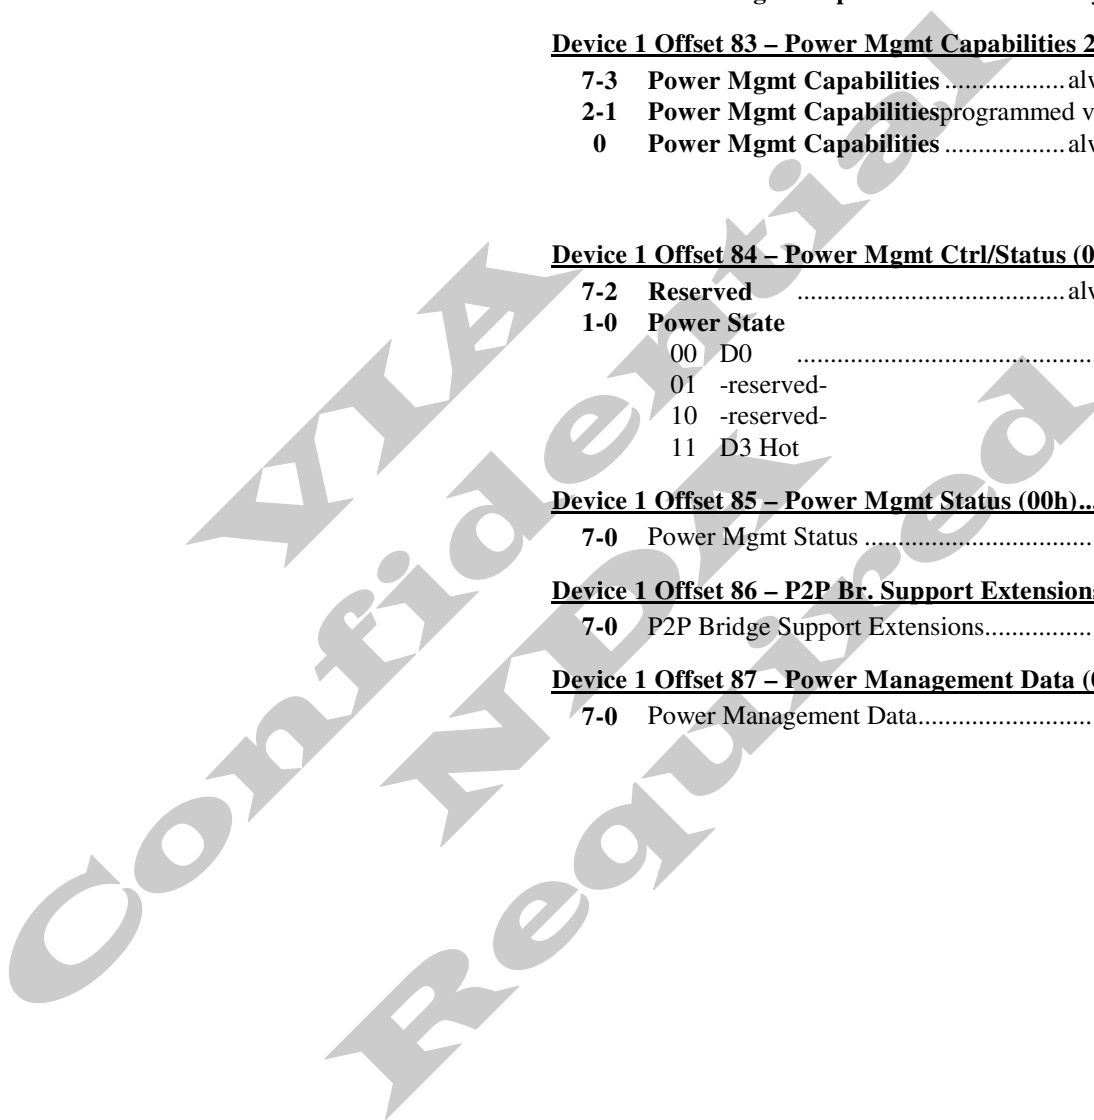 Device 1 Offset 83 – Power Mgmt Capabilities 2
7-3 Power Mgmt Capabilities ..................
2-1 Power Mgmt Capabilitiesprogrammed
0 Power Mgmt Capabilities ..................
Device 1 Offset 84 – Power Mgmt Ctrl/Status (0
7-2 Reserved ........................................
1-0 Power State
00 D0 .............................................
01 -reserved-
10 -reserved-
11 D3 Hot
Device 1 Offset 85 – Power Mgmt Status (00h)...
7-0 Power Mgmt Status ...................................
Device 1 Offset 86 – P2P Br. Support Extensions
7-0 P2P Bridge Support Extensions................
Device 1 Offset 87 – Power Management Data (0
7-0 Power Management Data..........................
VIA
Confidential
NDA
Required